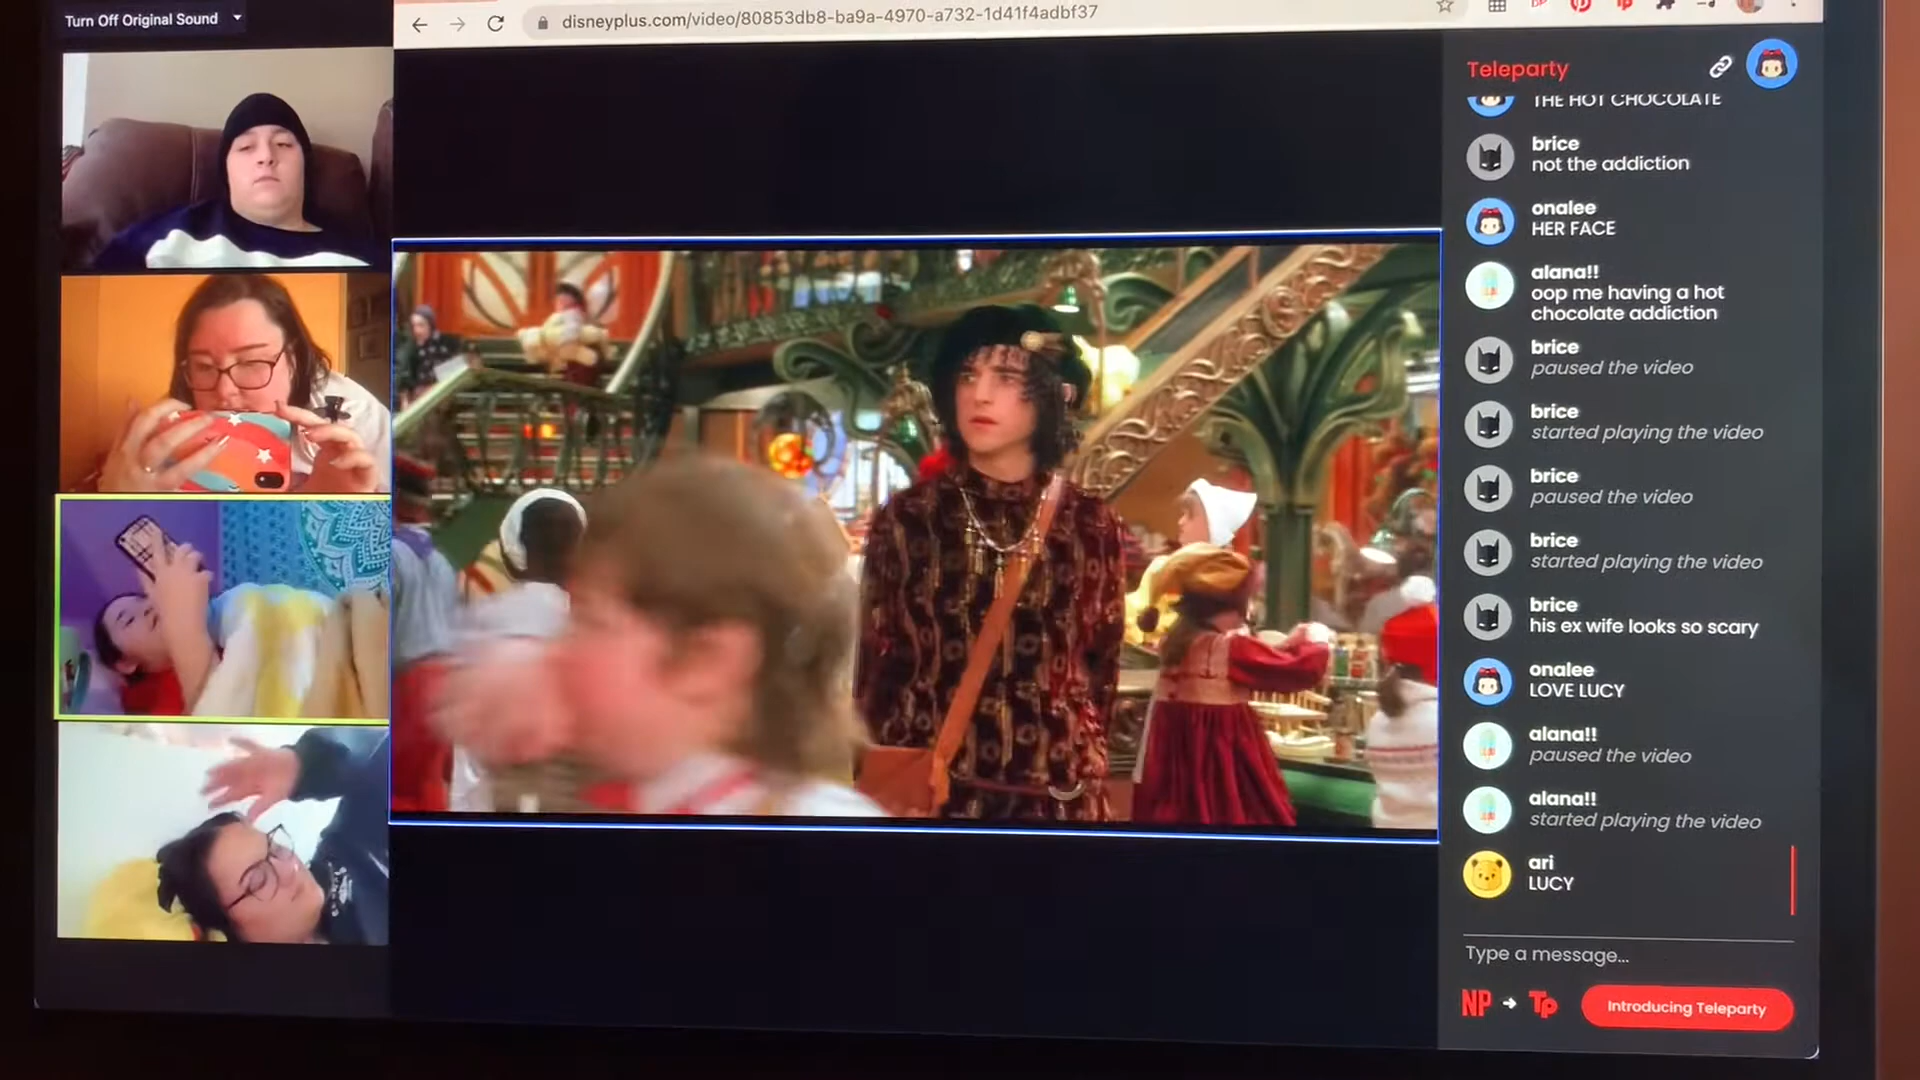 Turn Off Original Sound
disneyplus.com/video/80853db8-ba9a-4970-a732-1d41f4adbf37
Teleparty
THE HOT CHOCOLATE
brice
not the addiction
onalee
HER FACE
alana!!
oop me having a hot
chocolate addiction
brice
paused the video
brice
started playing the video
brice
paused the video
brice
started playing the video
brice
his ex wife looks so scary
onalee
LOVE LUCY
alana!!
paused the video
alana!!
started playing the video
ari
LUCY
Type a message...
NP → Tp
Introducing Teleparty